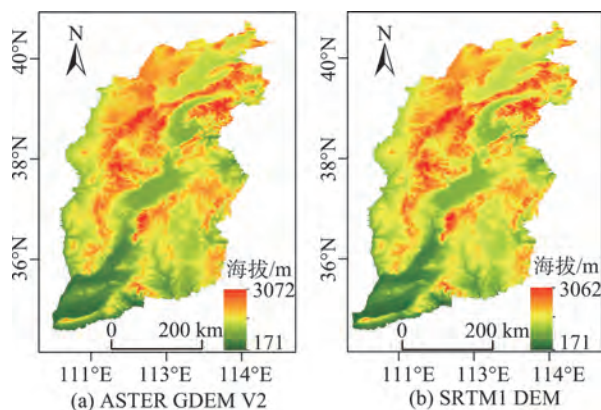 N
N
40°N
38°N
36°N
40°N
38°N
36°N
海拔/m
3072
171
海拔/m
3062
171
0 200 km
0 200 km
111°E 113°E 114°E
111°E 113°E 114°E
(a) ASTER GDEM V2
(b) SRTM1 DEM